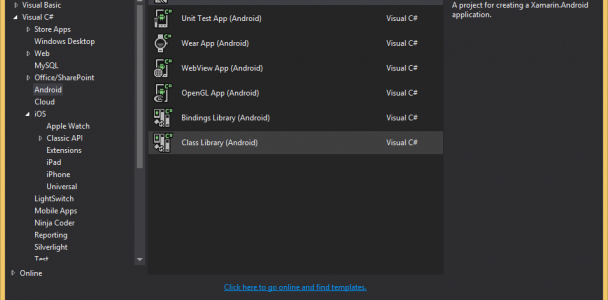 Visual Basic
Visual C#
Store Apps
Windows Desktop
Web
MySQL
Office/SharePoint
Android
Cloud
iOS
Apple Watch
Classic API
Extensions
iPad
iPhone
Universal
LightSwitch
Mobile Apps
Ninja Coder
Reporting
Silverlight
Test
Online
Unit Test App (Android) Visual C#
Wear App (Android) Visual C#
WebView App (Android) Visual C#
OpenGL App (Android) Visual C#
Bindings Library (Android) Visual C#
Class Library (Android) Visual C#
A project for creating a Xamarin.Android
application.
Click here to go online and find templates.